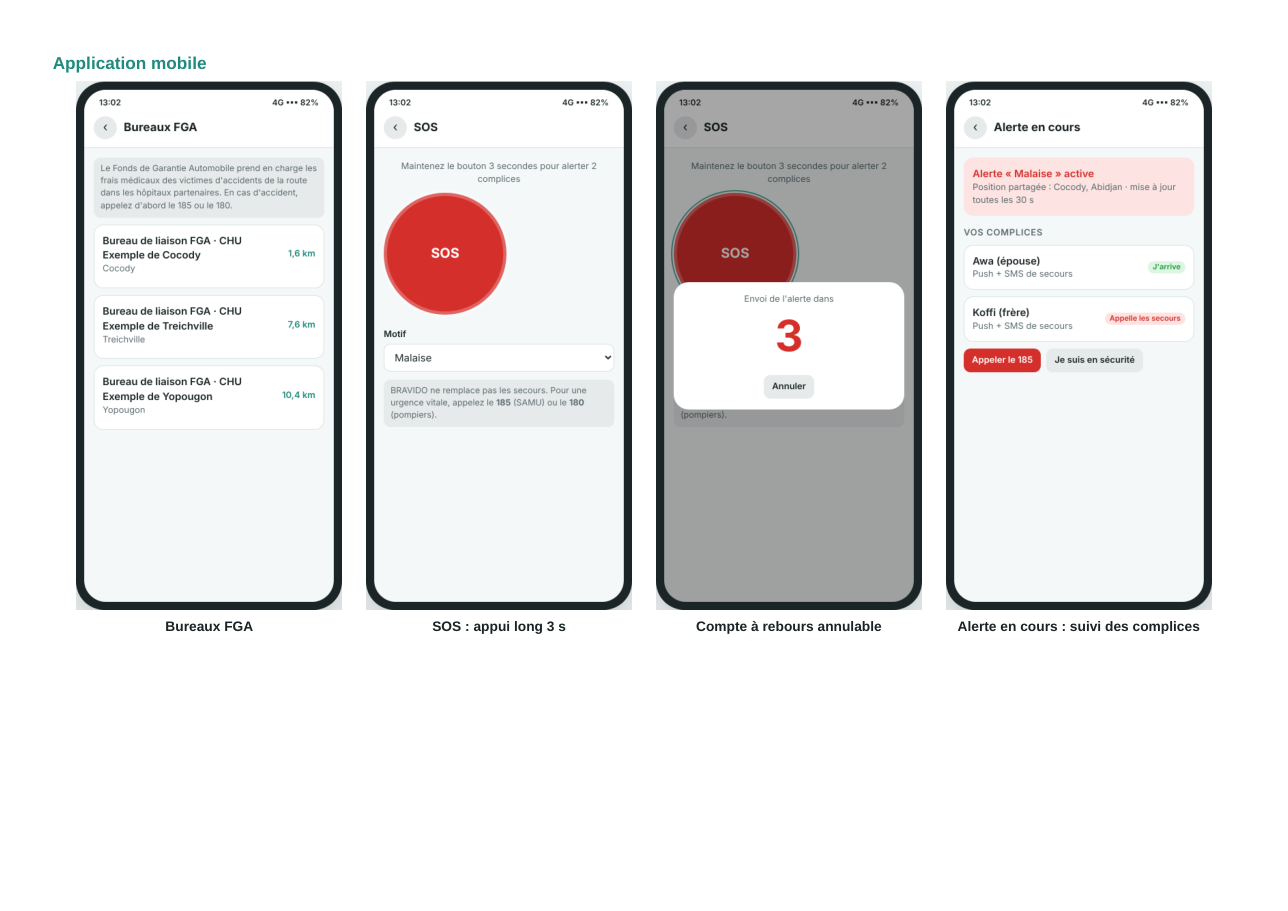 Application mobile
13:02 4G ••• 82%
‹ Bureaux FGA
Le Fonds de Garantie Automobile prend en charge les
frais médicaux des victimes d'accidents de la route
dans les hôpitaux partenaires. En cas d'accident,
appelez d'abord le 185 ou le 180.
Bureau de liaison FGA · CHU
Exemple de Cocody
1,6 km
Cocody
Bureau de liaison FGA · CHU
Exemple de Treichville
7,6 km
Treichville
Bureau de liaison FGA · CHU
Exemple de Yopougon
10,4 km
Yopougon
Bureaux FGA
13:02 4G ••• 82%
‹ SOS
Maintenez le bouton 3 secondes pour alerter 2
complices
SOS
Motif
Malaise
BRAVIDO ne remplace pas les secours. Pour une
urgence vitale, appelez le 185 (SAMU) ou le 180
(pompiers).
SOS : appui long 3 s
13:02 4G ••• 82%
‹ SOS
Maintenez le bouton 3 secondes pour alerter 2
complices
SOS
Envoi de l'alerte dans
3
Annuler
(pompiers).
Compte à rebours annulable
13:02 4G ••• 82%
‹ Alerte en cours
Alerte « Malaise » active
Position partagée : Cocody, Abidjan · mise à jour
toutes les 30 s
VOS COMPLICES
Awa (épouse)
Push + SMS de secours
J'arrive
Koffi (frère)
Push + SMS de secours
Appelle les secours
Appeler le 185 Je suis en sécurité
Alerte en cours : suivi des complices